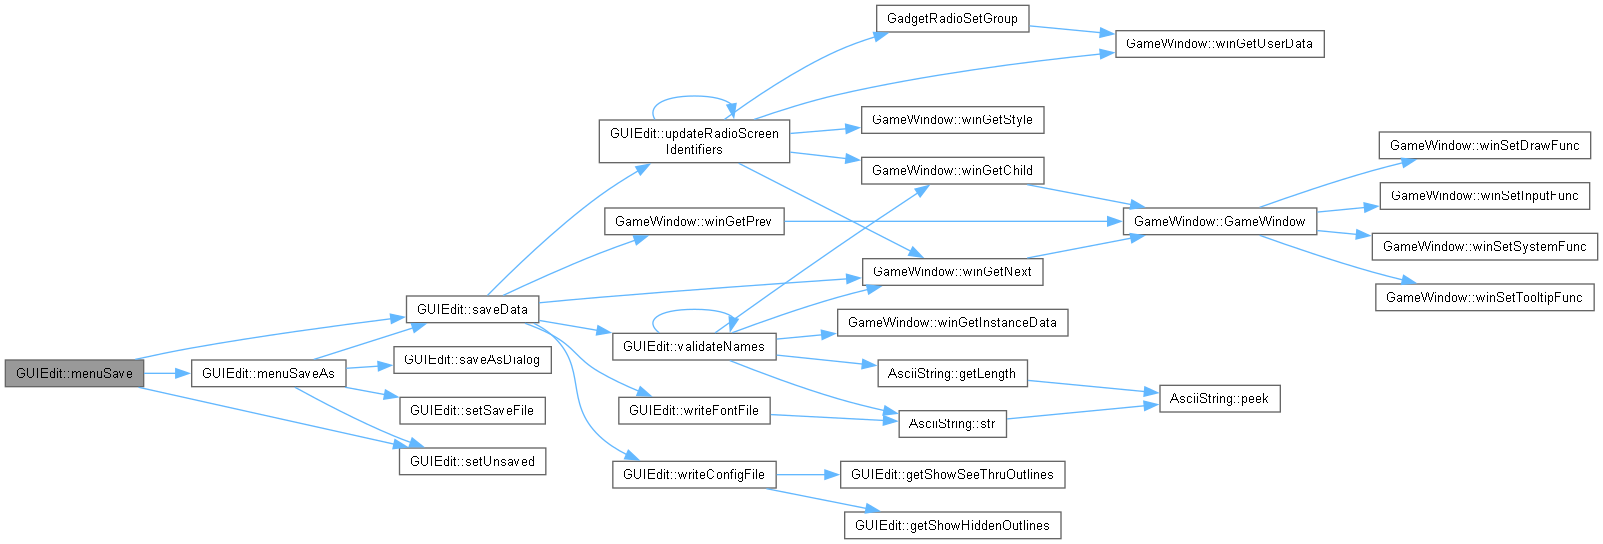 GadgetRadioSetGroup
GameWindow::winGetUserData
GameWindow::winGetStyle
GUIEdit::updateRadioScreen
Identifiers
GameWindow::winSetDrawFunc
GameWindow::winGetChild
GameWindow::winSetInputFunc
GameWindow::winGetPrev
GameWindow::GameWindow
GameWindow::winSetSystemFunc
GameWindow::winGetNext
GameWindow::winSetTooltipFunc
GUIEdit::saveData
GameWindow::winGetInstanceData
GUIEdit::validateNames
GUIEdit::saveAsDialog
GUIEdit::menuSave
GUIEdit::menuSaveAs
AsciiString::getLength
AsciiString::peek
GUIEdit::setSaveFile
GUIEdit::writeFontFile
AsciiString::str
GUIEdit::setUnsaved
GUIEdit::writeConfigFile
GUIEdit::getShowSeeThruOutlines
GUIEdit::getShowHiddenOutlines